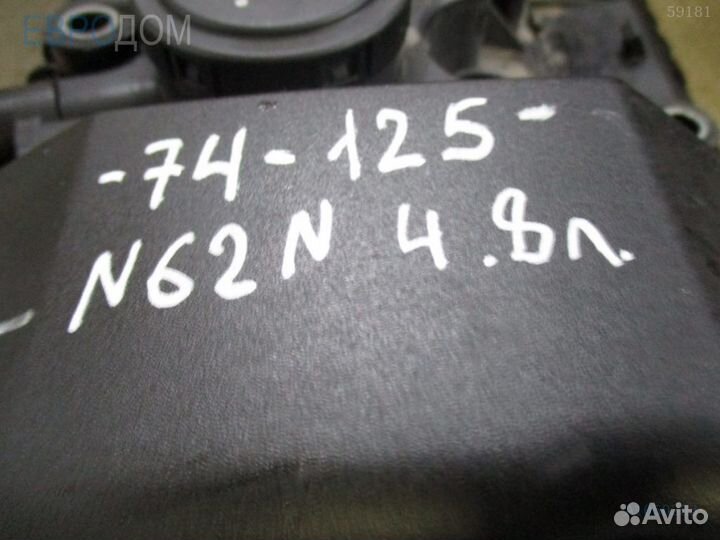 ЕВРОДОМ
59181
-74-125-
N62N 4.8л.
Avito